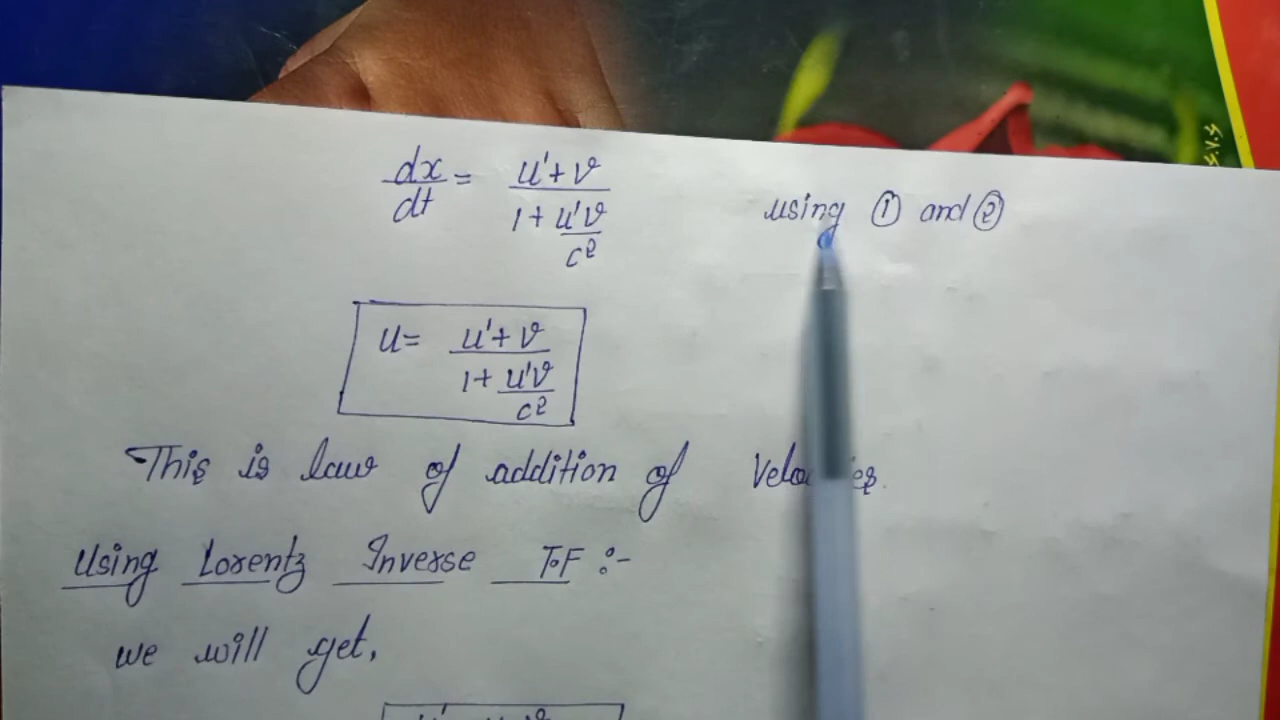 S.V.S
dx/dt = u'+v / 1+ u'v/c² using ① and ②
u= u'+v / 1+ u'v/c²
This is law of addition of
Using Lorentz Inverse T.F :-
we will get,